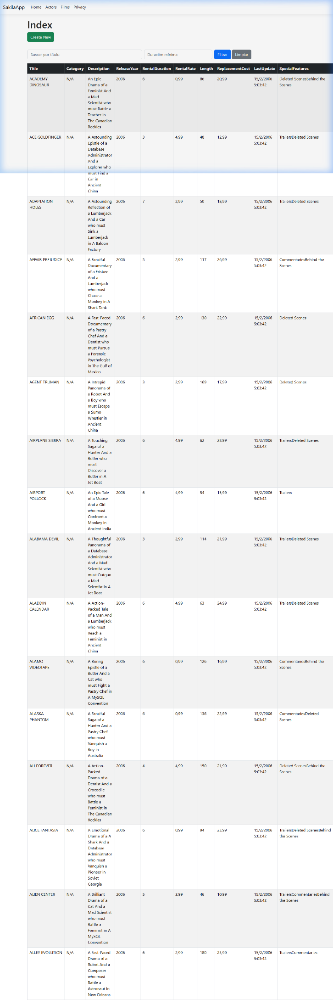 SakilaApp Home Actors Films Privacy
Index
Create New
Buscar por título Duración mínima Filtrar Limpiar
Title Category Description ReleaseYear RentalDuration RentalRate Length ReplacementCost LastUpdate SpecialFeatures
ACADEMY N/A An Epic 2006 6 0,99 86 20,99 15/2/2006 Deleted ScenesBehind the
DINOSAUR Drama of a 5:03:42 Scenes
Feminist And
a Mad
Scientist who
must Battle a
Teacher in
The Canadian
Rockies
ACE GOLDFINGER N/A A Astounding 2006 3 4,99 48 12,99 15/2/2006 TrailersDeleted Scenes
Epistle of a 5:03:42
Database
Administrator
And a
Explorer who
must Find a
Car in
Ancient
China
ADAPTATION N/A A Astounding 2006 7 2,99 50 18,99 15/2/2006 TrailersDeleted Scenes
HOLES Reflection of 5:03:42
a Lumberjack
And a Car
who must
Sink a
Lumberjack
in A Baloon
Factory
AFFAIR PREJUDICE N/A A Fanciful 2006 5 2,99 117 26,99 15/2/2006 CommentariesBehind the
Documentary 5:03:42 Scenes
of a Frisbee
And a
Lumberjack
who must
Chase a
Monkey in A
Shark Tank
AFRICAN EGG N/A A Fast-Paced 2006 6 2,99 130 22,99 15/2/2006 Deleted Scenes
Documentary 5:03:42
of a Pastry
Chef And a
Dentist who
must Pursue
a Forensic
Psychologist
in The Gulf of
Mexico
AGENT TRUMAN N/A A Intrepid 2006 3 2,99 169 17,99 15/2/2006 Deleted Scenes
Panorama of 5:03:42
a Robot And
a Boy who
must Escape
a Sumo
Wrestler in
Ancient
China
AIRPLANE SIERRA N/A A Touching 2006 6 4,99 62 28,99 15/2/2006 TrailersDeleted Scenes
Saga of a 5:03:42
Hunter And a
Butler who
must
Discover a
Butler in A
Jet Boat
AIRPORT N/A An Epic Tale 2006 6 4,99 54 15,99 15/2/2006 Trailers
POLLOCK of a Moose 5:03:42
And a Girl
who must
Confront a
Monkey in
Ancient India
ALABAMA DEVIL N/A A Thoughtful 2006 3 2,99 114 21,99 15/2/2006 TrailersDeleted Scenes
Panorama of 5:03:42
a Database
Administrator
And a Mad
Scientist who
must Outgun
a Mad
Scientist in A
Jet Boat
ALADDIN N/A A Action- 2006 6 4,99 63 24,99 15/2/2006 TrailersDeleted Scenes
CALENDAR Packed Tale 5:03:42
of a Man And
a Lumberjack
who must
Reach a
Feminist in
Ancient
China
ALAMO N/A A Boring 2006 6 0,99 126 16,99 15/2/2006 CommentariesBehind the
VIDEOTAPE Epistle of a 5:03:42 Scenes
Butler And a
Cat who
must Fight a
Pastry Chef in
A MySQL
Convention
ALASKA N/A A Fanciful 2006 6 0,99 136 22,99 15/2/2006 CommentariesDeleted
PHANTOM Saga of a 5:03:42 Scenes
Hunter And a
Pastry Chef
who must
Vanquish a
Boy in
Australia
ALI FOREVER N/A A Action- 2006 4 4,99 150 21,99 15/2/2006 Deleted ScenesBehind the
Packed 5:03:42 Scenes
Drama of a
Dentist And a
Crocodile
who must
Battle a
Feminist in
The Canadian
Rockies
ALICE FANTASIA N/A A Emotional 2006 6 0,99 94 23,99 15/2/2006 TrailersDeleted ScenesBehind
Drama of a A 5:03:42 the Scenes
Shark And a
Database
Administrator
who must
Vanquish a
Pioneer in
Soviet
Georgia
ALIEN CENTER N/A A Brilliant 2006 5 2,99 46 10,99 15/2/2006 TrailersCommentariesBehind
Drama of a 5:03:42 the Scenes
Cat And a
Mad Scientist
who must
Battle a
Feminist in A
MySQL
Convention
ALLEY EVOLUTION N/A A Fast-Paced 2006 6 2,99 180 23,99 15/2/2006 TrailersCommentaries
Drama of a 5:03:42
Robot And a
Composer
who must
Battle a
Astronaut in
New Orleans